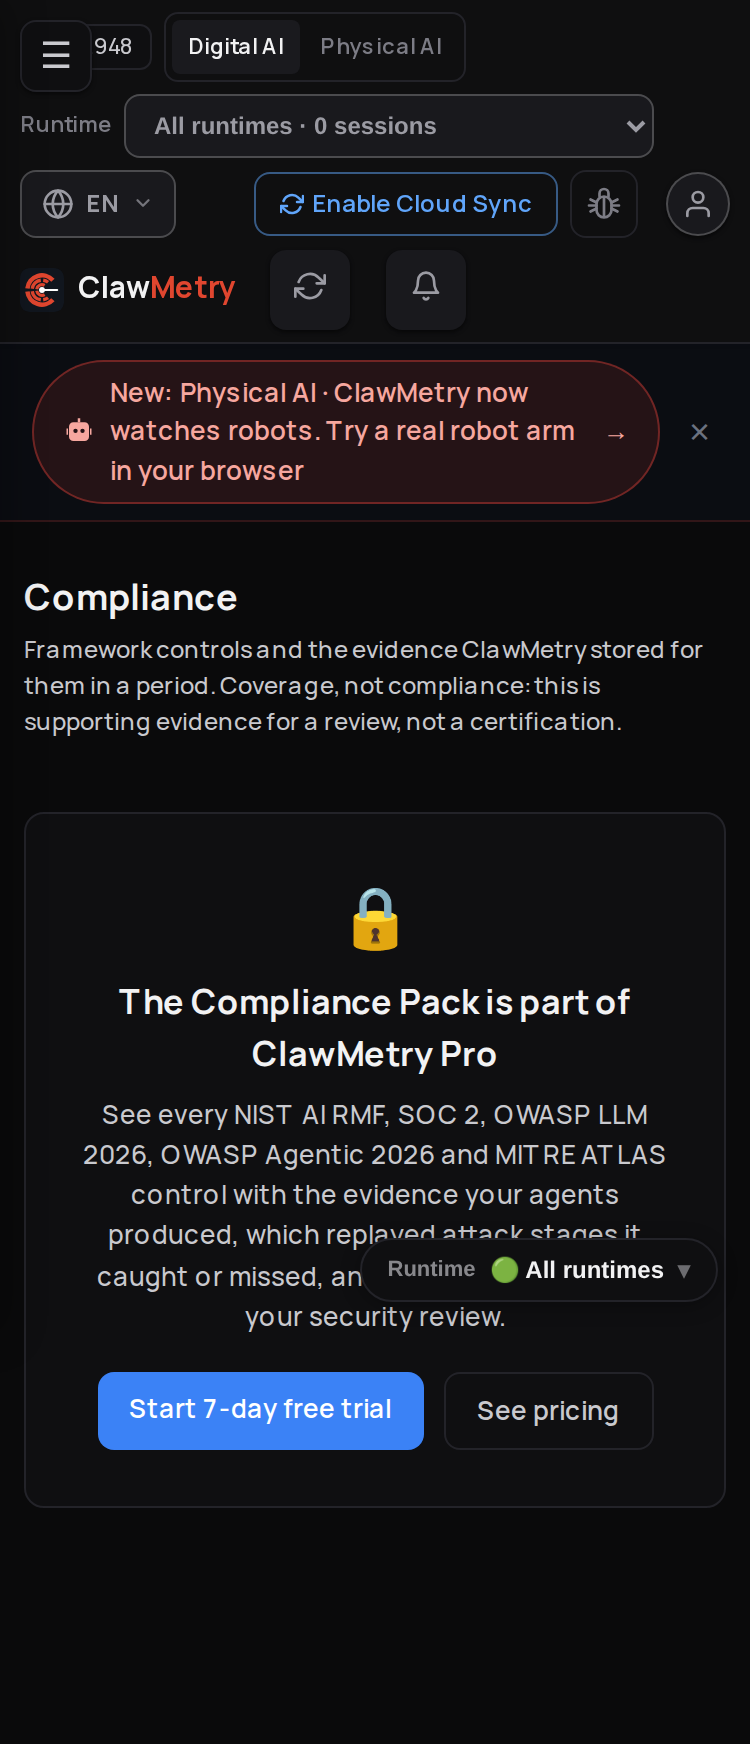 948
Digital AI
Physical AI
Runtime
All runtimes · 0 sessions
EN
Enable Cloud Sync
ClawMetry
New: Physical AI · ClawMetry now
watches robots. Try a real robot arm →
in your browser
×
Compliance
Framework controls and the evidence ClawMetry stored for
them in a period. Coverage, not compliance: this is
supporting evidence for a review, not a certification.
The Compliance Pack is part of
ClawMetry Pro
See every NIST AI RMF, SOC 2, OWASP LLM
2026, OWASP Agentic 2026 and MITRE ATLAS
control with the evidence your agents
produced, which replayed attack stages it
caught or missed, an
Runtime All runtimes ▼
your security review.
Start 7-day free trial
See pricing